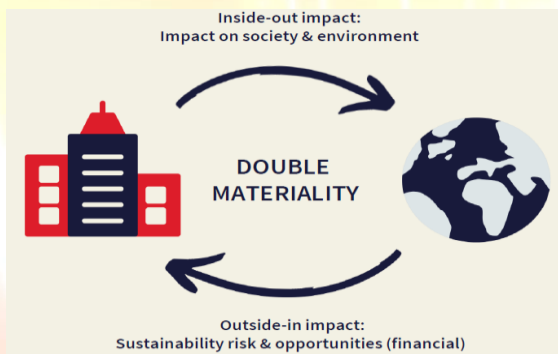 Inside-out impact:
Impact on society & environment
DOUBLE
MATERIALITY
Outside-in impact:
Sustainability risk & opportunities (financial)